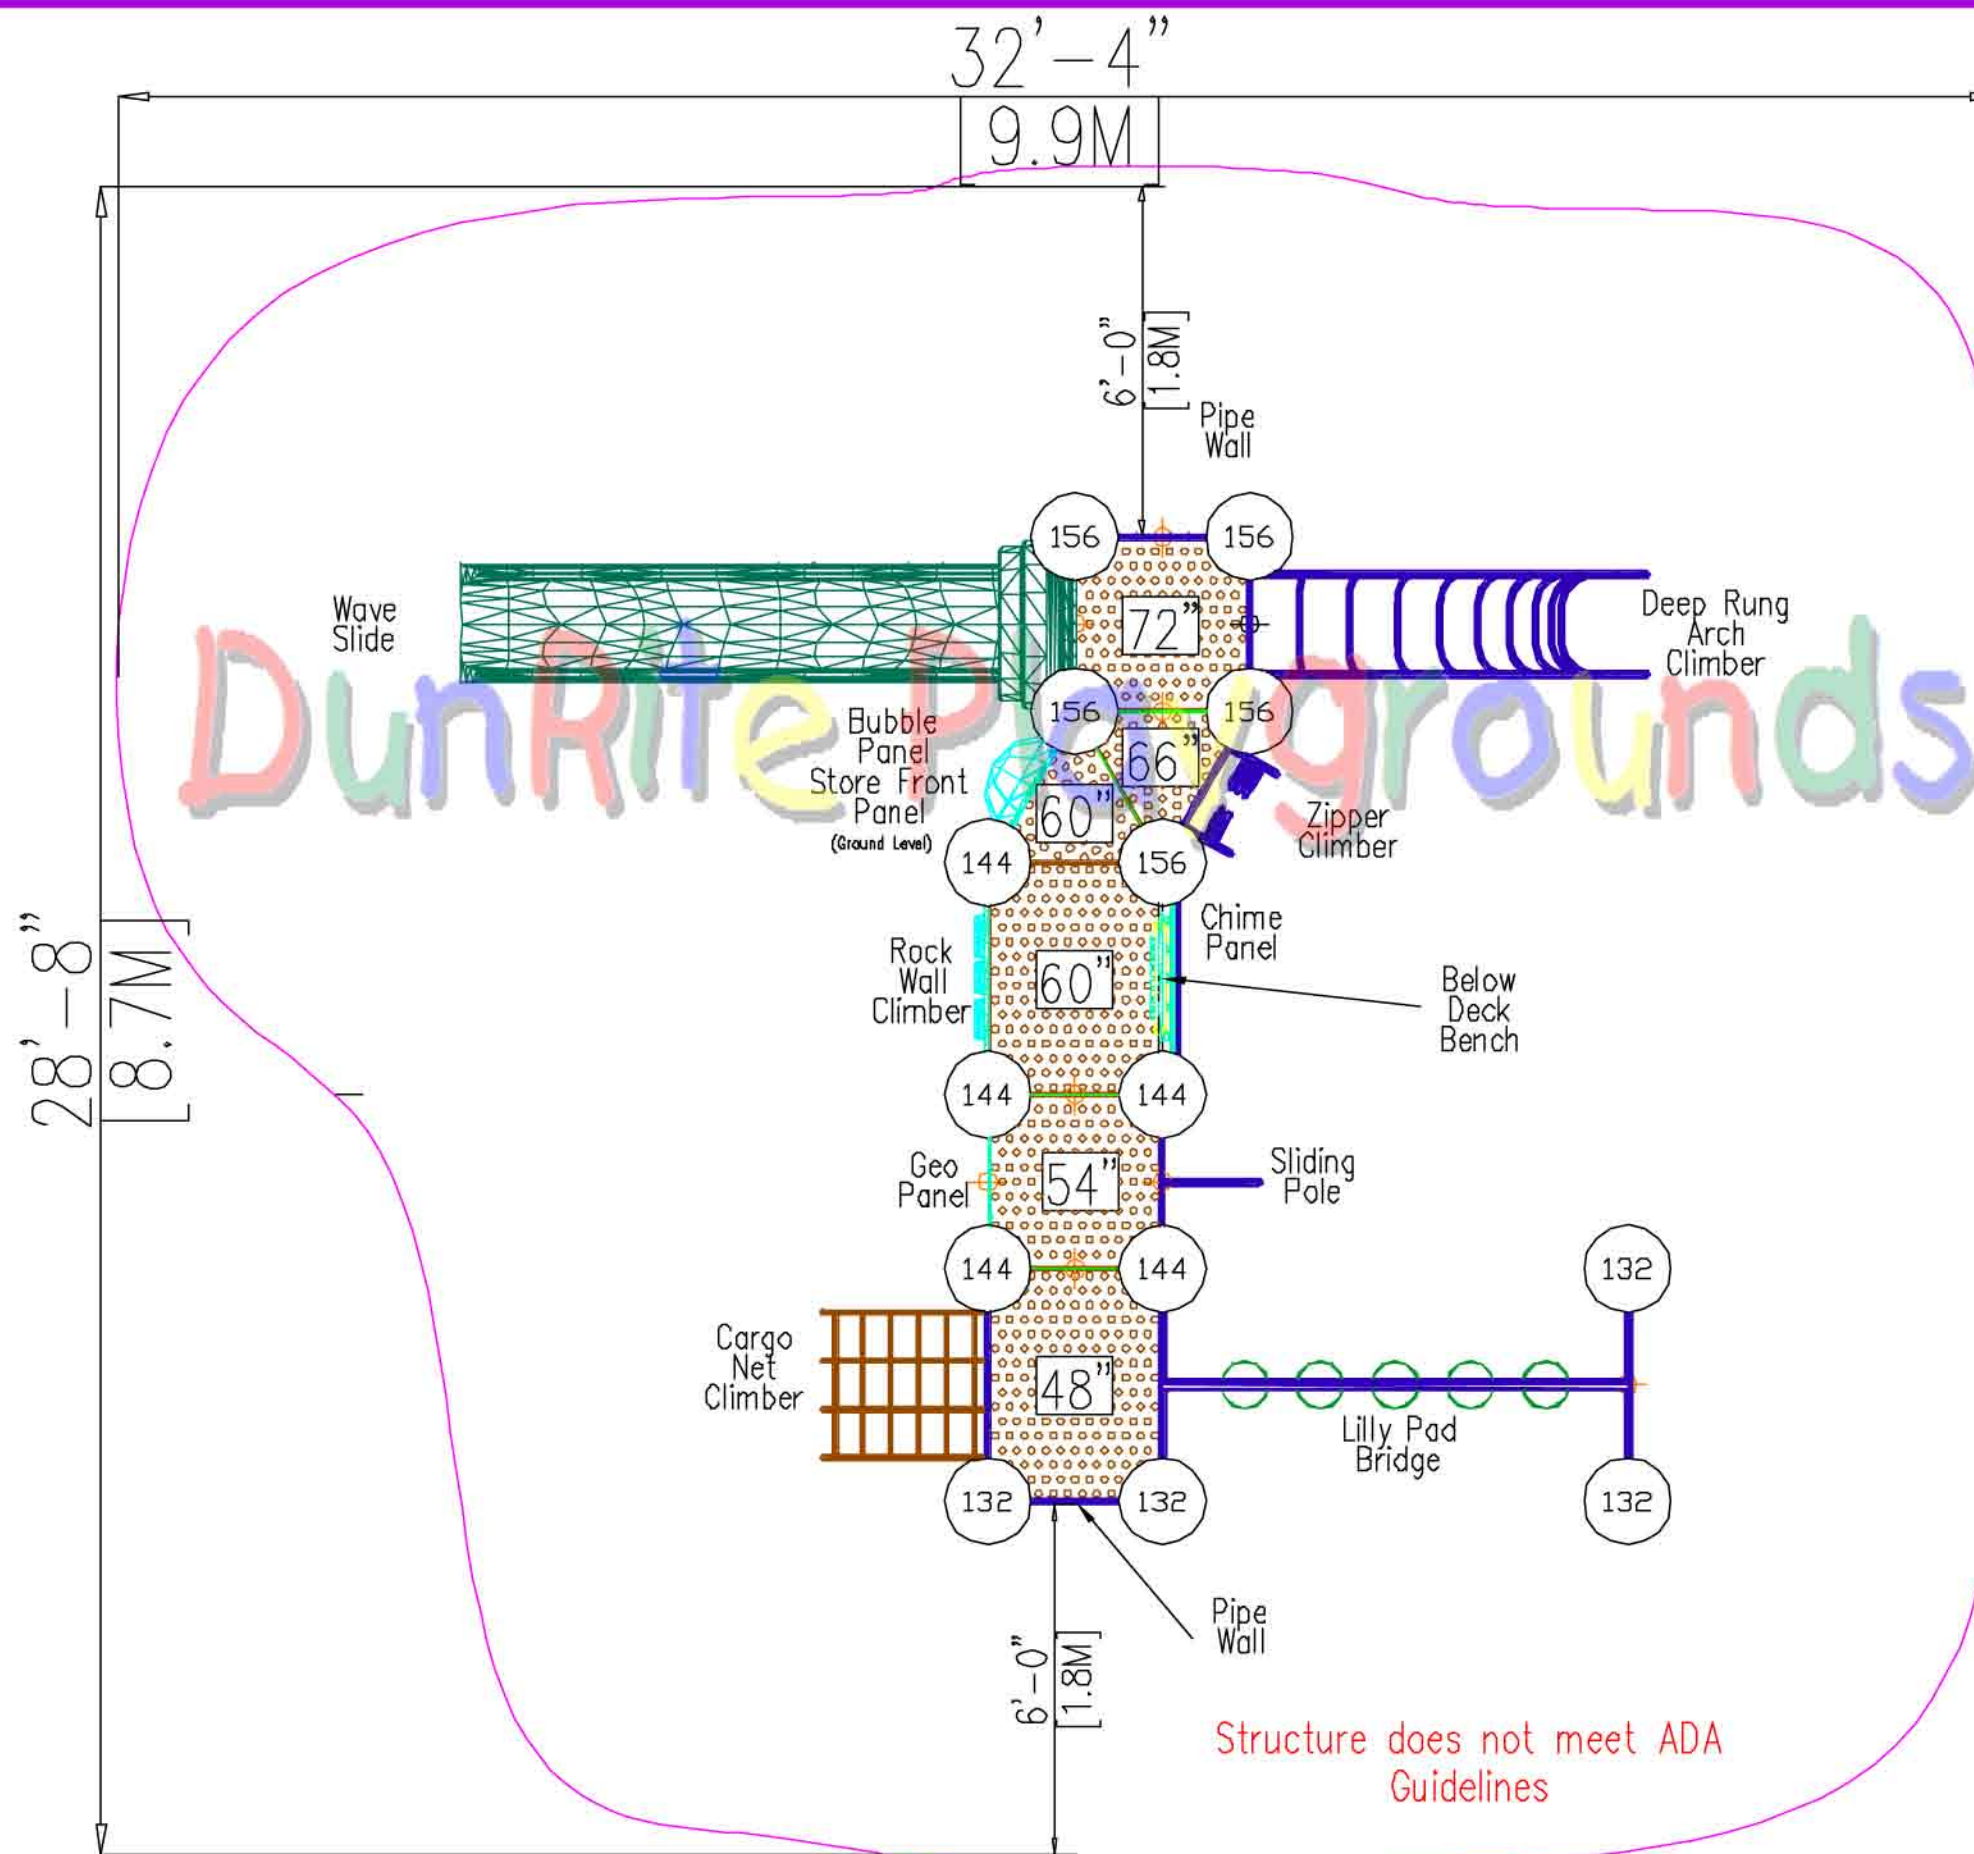 32'-4"
9.9M
6'-0"
[1.8M]
Pipe
Wall
156
156
Wave
Slide
72"
Deep Rung
Arch
Climber
DunRite Playgrounds
156
156
Bubble
Panel
Store Front
Panel
(Ground Level)
66"
60"
Zipper
Climber
144
156
28'-8"
[8.7M]
Rock
Wall
Climber
60"
Chime
Panel
Below
Deck
Bench
144
144
Geo
Panel
54"
Sliding
Pole
144
144
132
Cargo
Net
Climber
48"
Lilly Pad
Bridge
132
132
132
Pipe
Wall
6'-0"
[1.8M]
Structure does not meet ADA
Guidelines